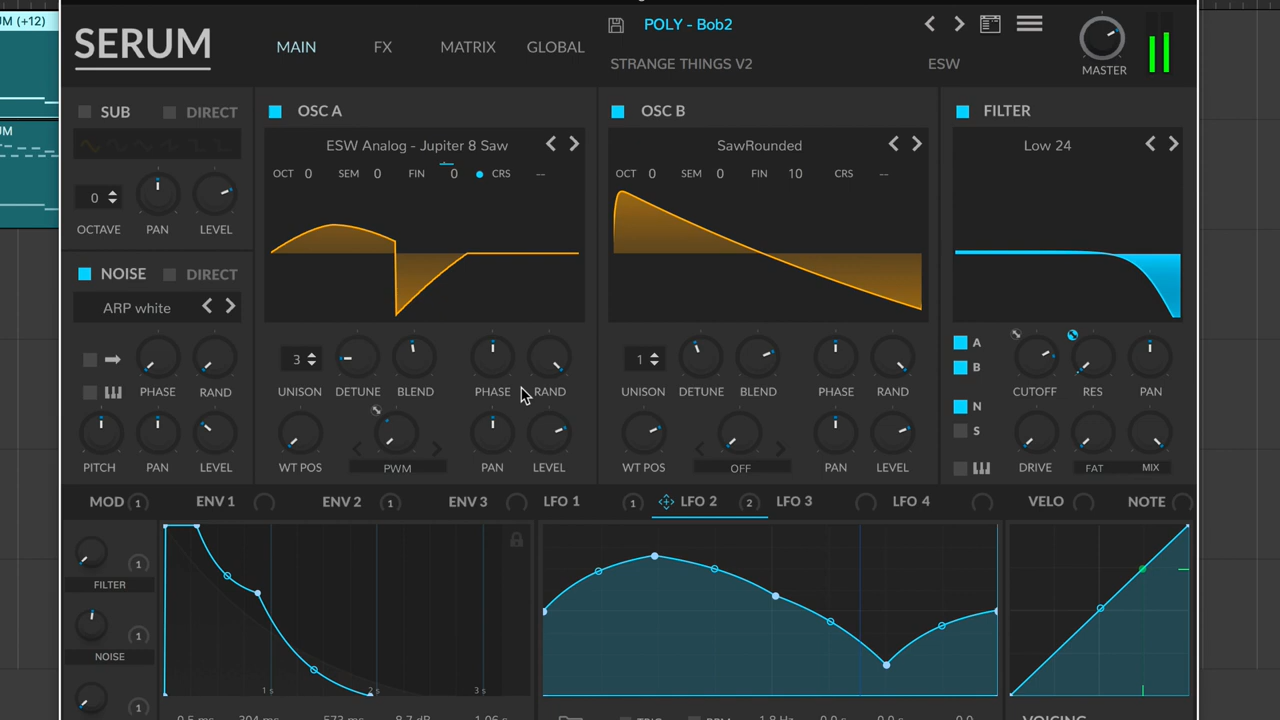 UM (+12)
UM
SERUM
MAIN
FX
MATRIX
GLOBAL
POLY - Bob2
STRANGE THINGS V2
ESW
MASTER
SUB
DIRECT
0
OCTAVE
PAN
LEVEL
NOISE
DIRECT
ARP white
PHASE
RAND
PITCH
PAN
LEVEL
OSC A
ESW Analog - Jupiter 8 Saw
OCT 0 SEM 0 FIN 0 CRS --
3
UNISON
DETUNE
BLEND
PHASE
RAND
WT POS
PWM
PAN
LEVEL
OSC B
SawRounded
OCT 0 SEM 0 FIN 10 CRS --
1
UNISON
DETUNE
BLEND
PHASE
RAND
WT POS
OFF
PAN
LEVEL
FILTER
Low 24
A
B
N
S
CUTOFF
RES
PAN
DRIVE
FAT
MIX
MOD 1
ENV 1
ENV 2 1
ENV 3
LFO 1 1
LFO 2 2
LFO 3
LFO 4
VELO
NOTE
1
FILTER
1
NOISE
1
1 s
2 s
3 s